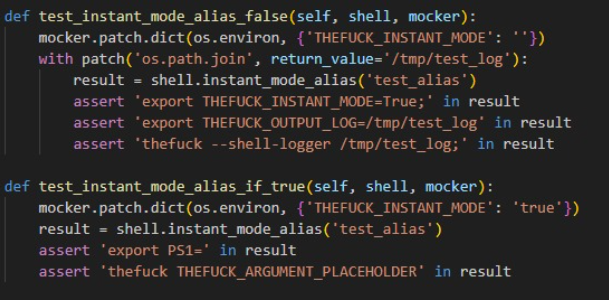 def test_instant_mode_alias_false(self, shell, mocker):
    mocker.patch.dict(os.environ, {'THEFUCK_INSTANT_MODE': ''})
    with patch('os.path.join', return_value='/tmp/test_log'):
        result = shell.instant_mode_alias('test_alias')
        assert 'export THEFUCK_INSTANT_MODE=True;' in result
        assert 'export THEFUCK_OUTPUT_LOG=/tmp/test_log' in result
        assert 'thefuck --shell-logger /tmp/test_log;' in result

def test_instant_mode_alias_if_true(self, shell, mocker):
    mocker.patch.dict(os.environ, {'THEFUCK_INSTANT_MODE': 'true'})
    result = shell.instant_mode_alias('test_alias')
    assert 'export PS1=' in result
    assert 'thefuck THEFUCK_ARGUMENT_PLACEHOLDER' in result